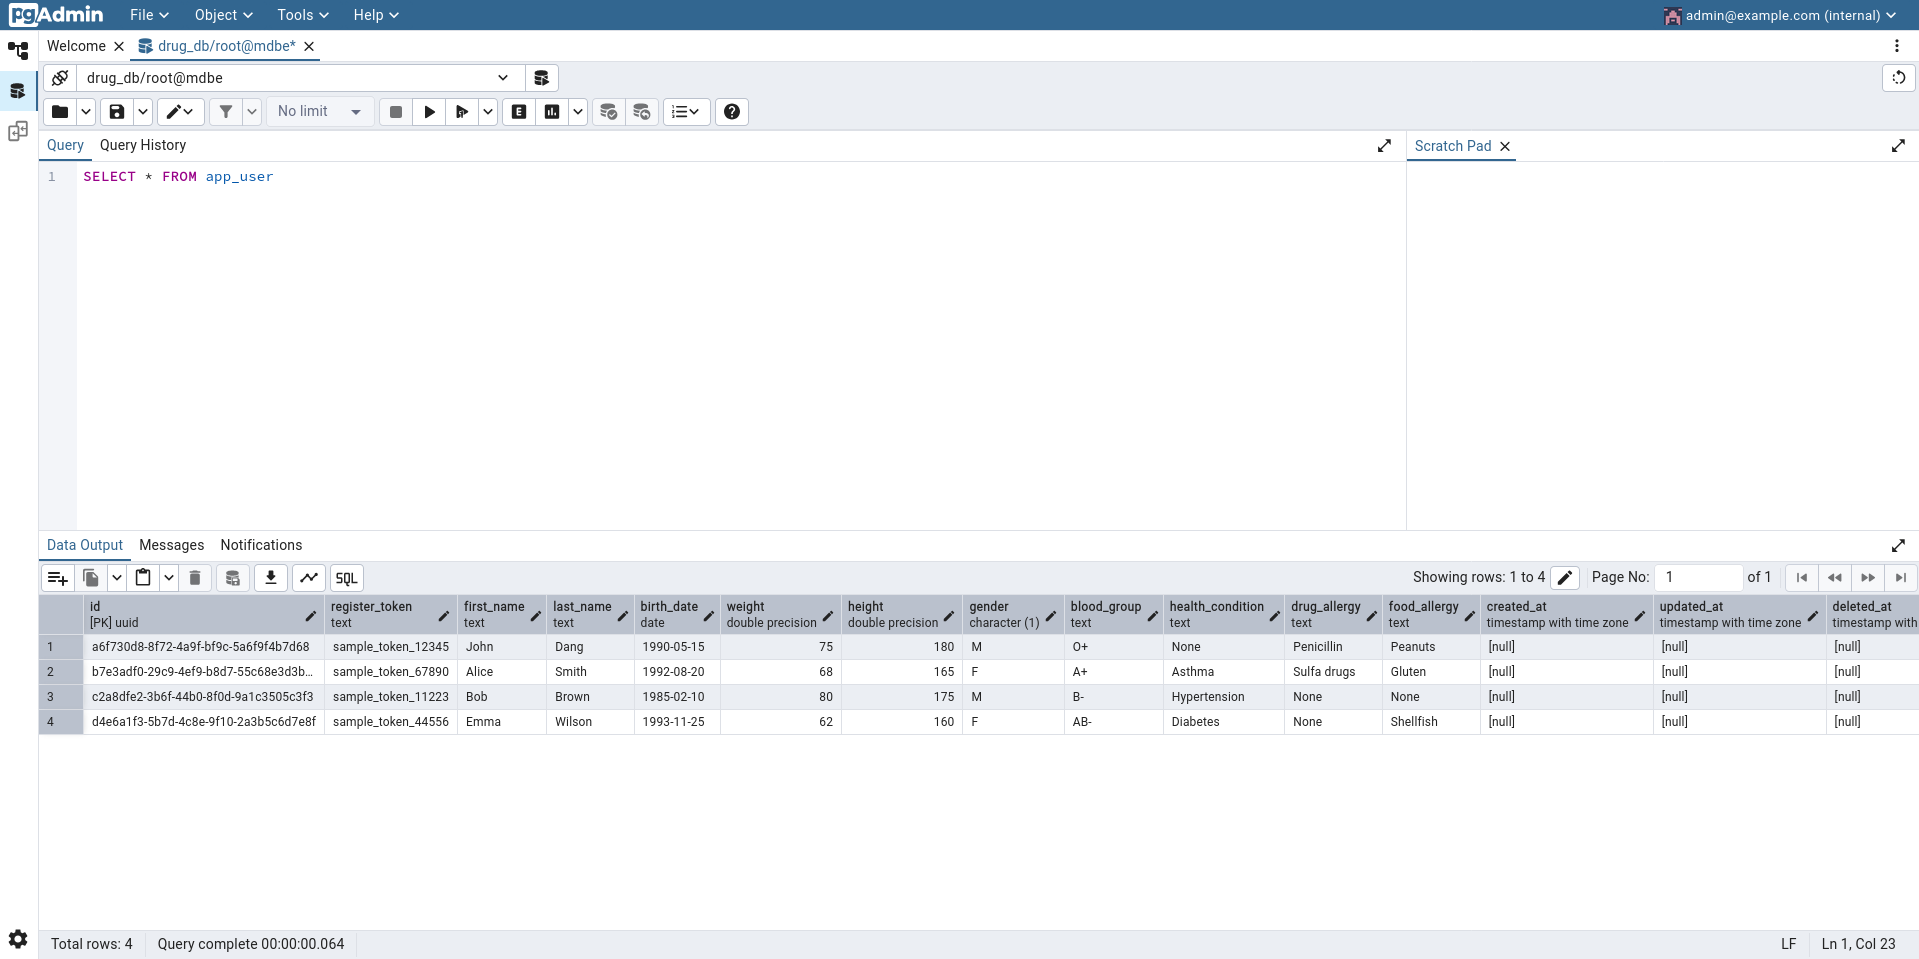 pgAdmin File Object Tools Help admin@example.com (internal)
Welcome drug_db/root@mdbe*
drug_db/root@mdbe
No limit E
Query Query History Scratch Pad
1 SELECT * FROM app_user
Data Output Messages Notifications
SQL Showing rows: 1 to 4 Page No: 1 of 1
id register_token first_name last_name birth_date weight height gender blood_group health_condition drug_allergy food_allergy created_at updated_at deleted_at
[PK] uuid text text text date double precision double precision character (1) text text text text timestamp with time zone timestamp with time zone timestamp with
1 a6f730d8-8f72-4a9f-bf9c-5a6f9f4b7d68 sample_token_12345 John Dang 1990-05-15 75 180 M O+ None Penicillin Peanuts [null] [null] [null]
2 b7e3adf0-29c9-4ef9-b8d7-55c68e3d3b... sample_token_67890 Alice Smith 1992-08-20 68 165 F A+ Asthma Sulfa drugs Gluten [null] [null] [null]
3 c2a8dfe2-3b6f-44b0-8f0d-9a1c3505c3f3 sample_token_11223 Bob Brown 1985-02-10 80 175 M B- Hypertension None None [null] [null] [null]
4 d4e6a1f3-5b7d-4c8e-9f10-2a3b5c6d7e8f sample_token_44556 Emma Wilson 1993-11-25 62 160 F AB- Diabetes None Shellfish [null] [null] [null]
Total rows: 4 Query complete 00:00:00.064 LF Ln 1, Col 23